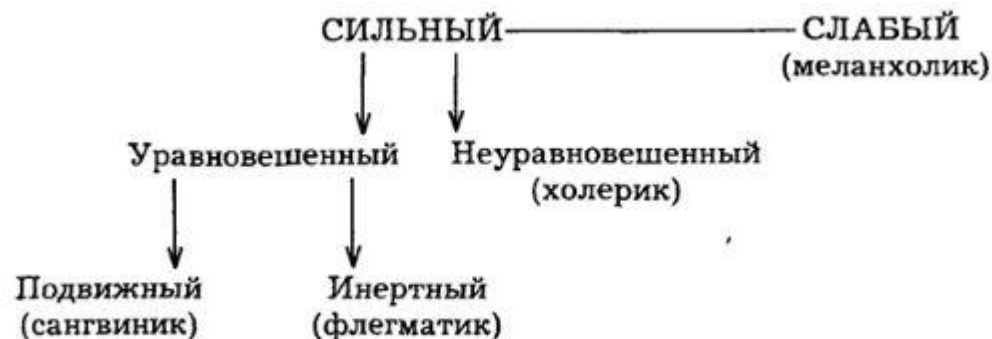 СИЛЬНЫЙ СЛАБЫЙ
(меланхолик)
Уравновешенный Неуравновешенный
(холерик)
Подвижный Инертный
(сангвиник) (флегматик)